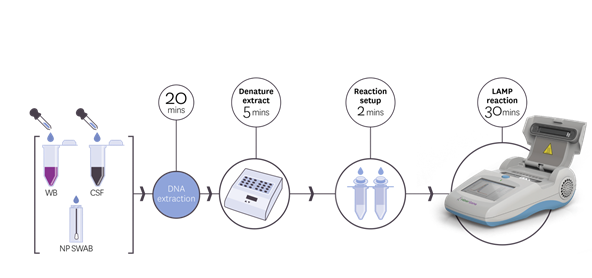 20
mins
Denature
extract
5 mins
Reaction
setup
2 mins
LAMP
reaction
30 mins
WB
CSF
NP SWAB
DNA
extraction